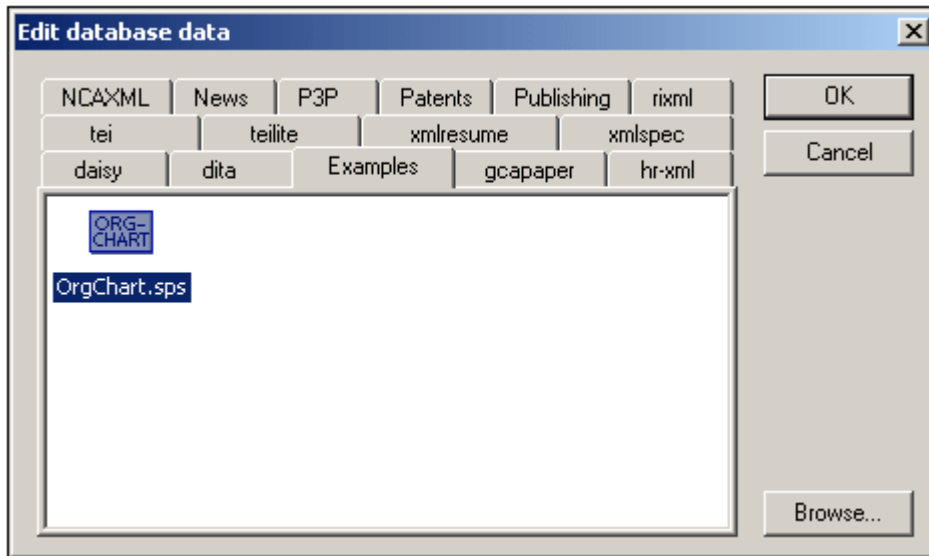 Edit database data
NCAXML News P3P Patents Publishing rixml
OK
tei teilite xmlresume xmlspec
Cancel
daisy dita Examples gcapaper hr-xml
ORG-
CHART
OrgChart.sps
Browse...